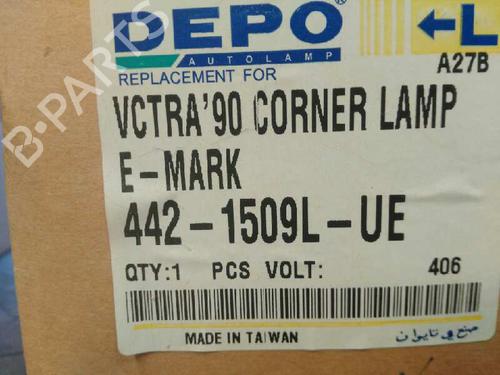 DEPO®
AUTOLAMP
←L
REPLACEMENT FOR
A27B
VCTRA'90 CORNER LAMP
E-MARK
442-1509L-UE
QTY:1 PCS VOLT: 406
MADE IN TAIWAN
صنع في تايوان